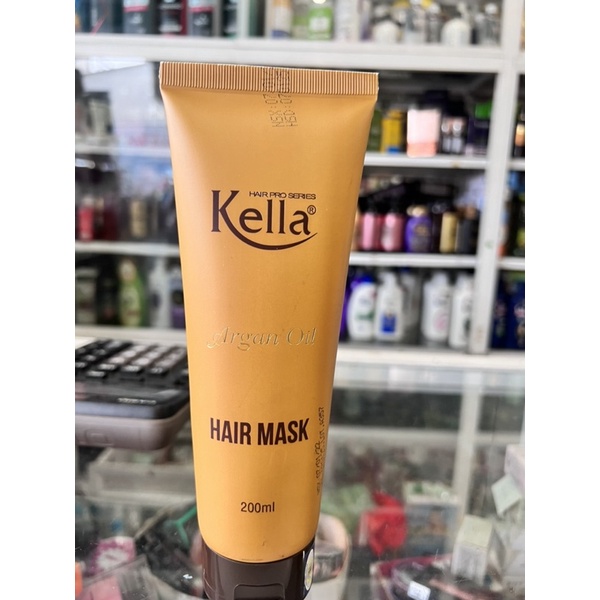 HAIR PRO SERIES
Kella®
Argan Oil
HAIR MASK
200ml